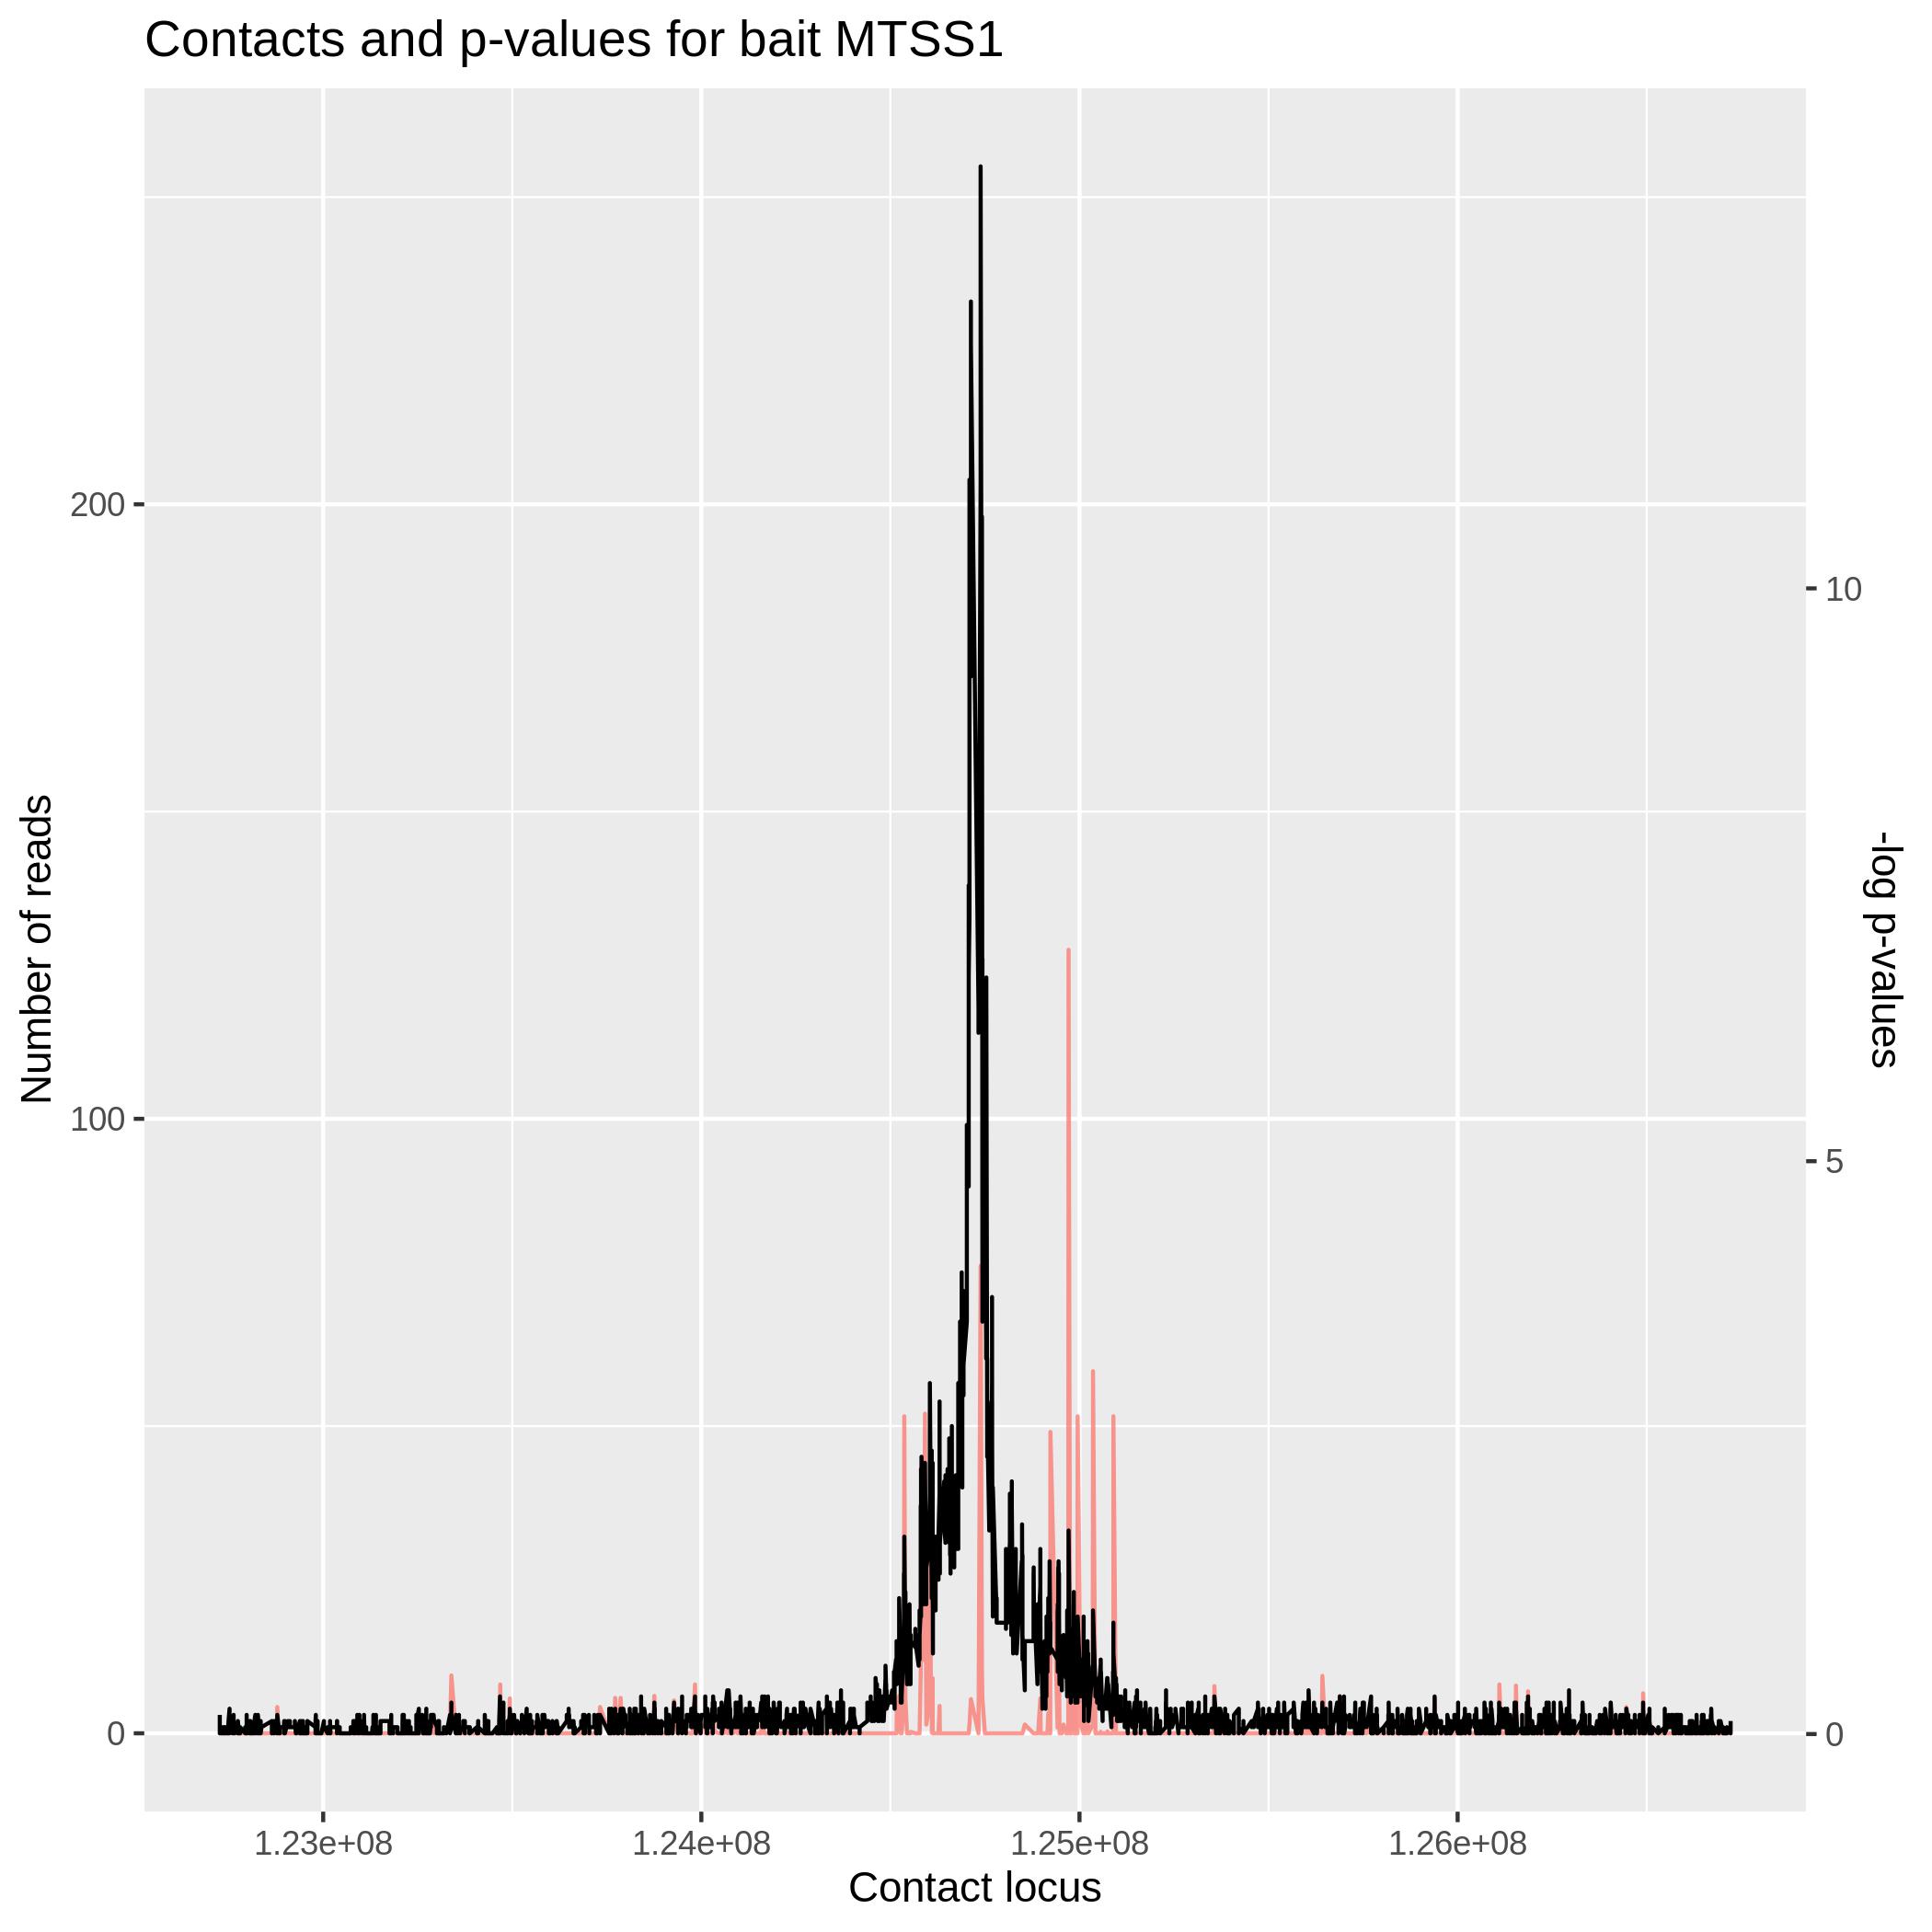 Contacts and p-values for bait MTSS1
Number of reads
200
100
0
-log p-values
10
5
0
1.23e+08 1.24e+08 1.25e+08 1.26e+08
Contact locus